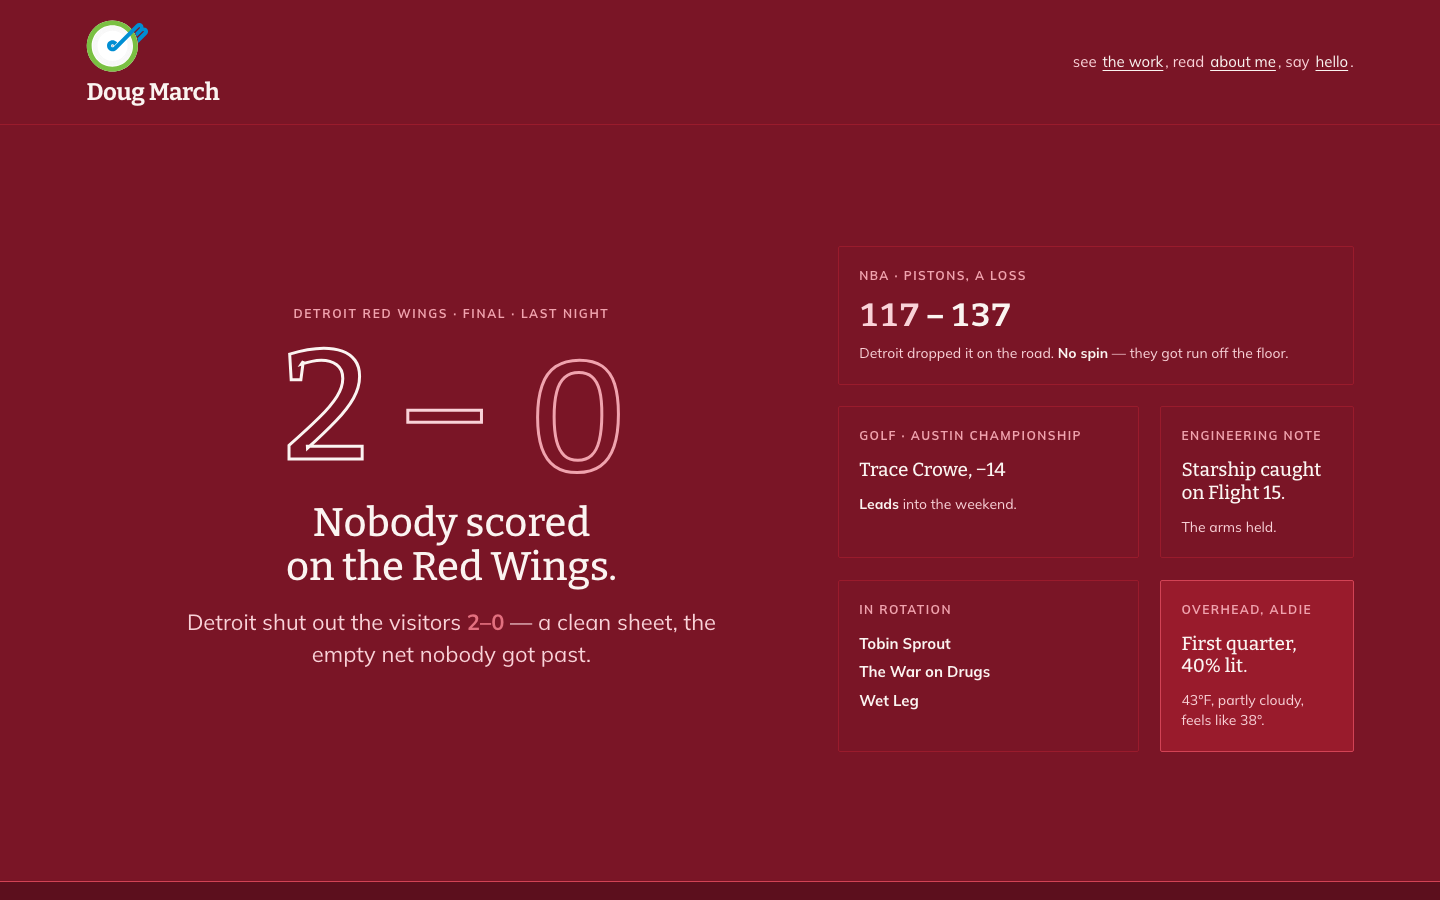 Doug March
see the work, read about me, say hello.
DETROIT RED WINGS · FINAL · LAST NIGHT
2 – 0
Nobody scored
on the Red Wings.
Detroit shut out the visitors 2–0 — a clean sheet, the
empty net nobody got past.
NBA · PISTONS, A LOSS
117 – 137
Detroit dropped it on the road. No spin — they got run off the floor.
GOLF · AUSTIN CHAMPIONSHIP
Trace Crowe, −14
Leads into the weekend.
ENGINEERING NOTE
Starship caught
on Flight 15.
The arms held.
IN ROTATION
Tobin Sprout
The War on Drugs
Wet Leg
OVERHEAD, ALDIE
First quarter,
40% lit.
43°F, partly cloudy,
feels like 38°.